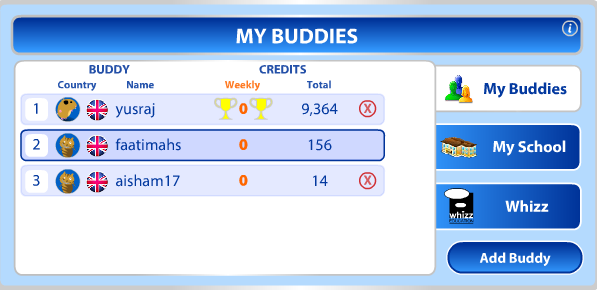 MY BUDDIES
i
BUDDY CREDITS
Country Name Weekly Total
1 yusraj 0 9,364 X
2 faatimahs 0 156
3 aisham17 0 14 X
My Buddies
My School
whizz
Whizz
Add Buddy